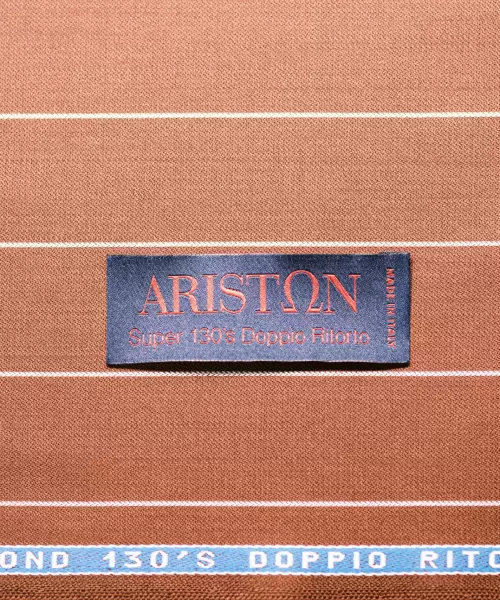 ARISTΩN
Super 130's Doppio Ritorto
MADE IN ITALY
OND 130'S DOPPIO RITO